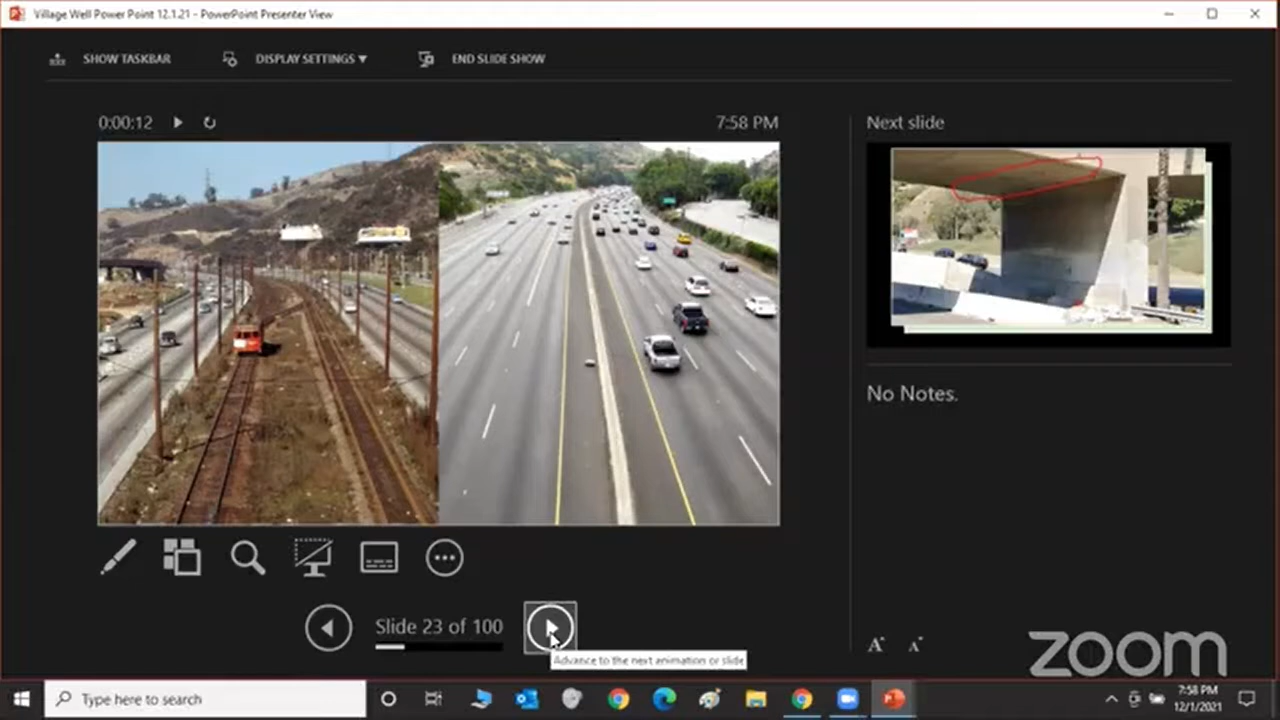 Village Well Power Point 12.1.21 - PowerPoint Presenter View
SHOW TASKBAR
DISPLAY SETTINGS
END SLIDE SHOW
0:00:12
7:58 PM
Next slide
No Notes.
Slide 23 of 100
Advance to the next animation or slide
A A
zoom
Type here to search
7:58 PM
12/1/2021